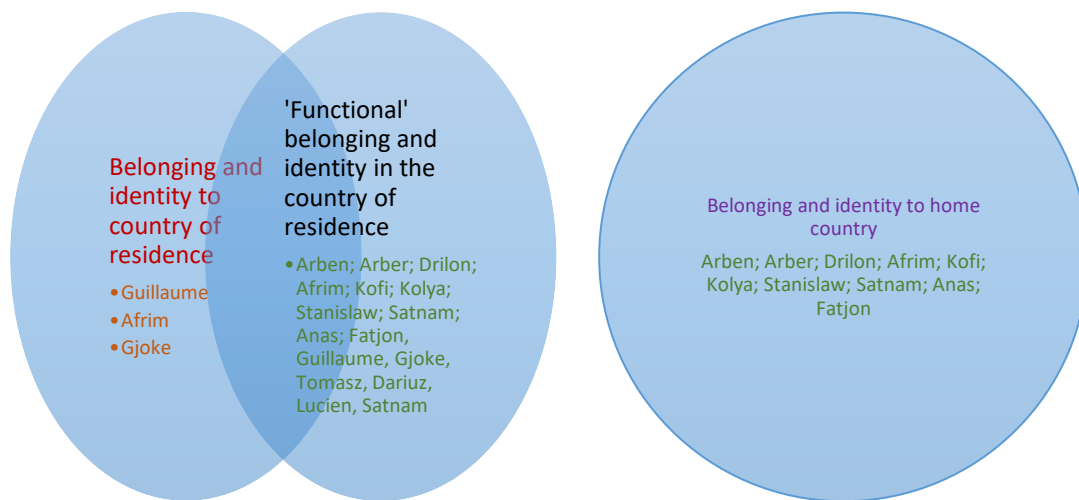 Belonging and
identity to
country of
residence
•Guillaume
•Afrim
•Gjoke
'Functional'
belonging and
identity in the
country of
residence
•Arben; Arber; Drilon;
Afrim; Kofi; Kolya;
Stanislaw; Satnam;
Anas; Fatjon,
Guillaume, Gjoke,
Tomasz, Dariuz,
Lucien, Satnam
Belonging and identity to home
country
Arben; Arber; Drilon; Afrim; Kofi;
Kolya; Stanislaw; Satnam; Anas;
Fatjon